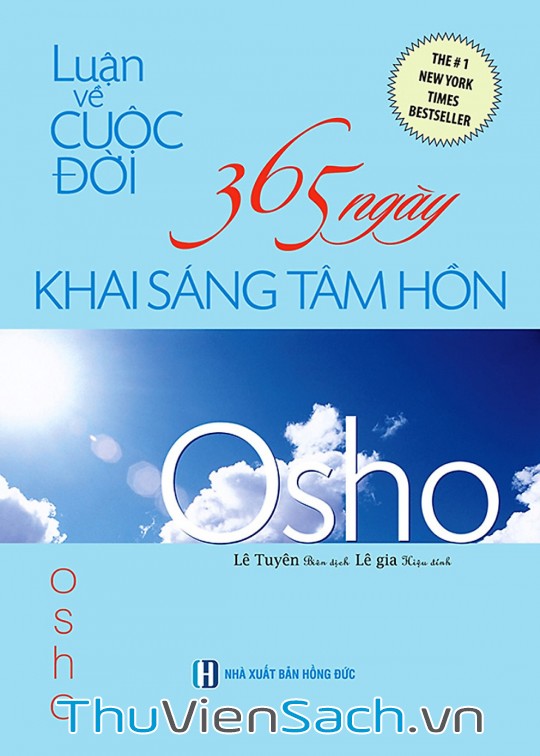 Luận
về
CUỘC
ĐỜI
THE # 1
NEW YORK
TIMES
BESTSELLER
365 ngày
KHAI SÁNG TÂM HỒN
Osho
Lê Tuyên Biên dịch Lê gia Hiệu đính
o
s
h
o
NHÀ XUẤT BẢN HỒNG ĐỨC
ThuVienSach.vn